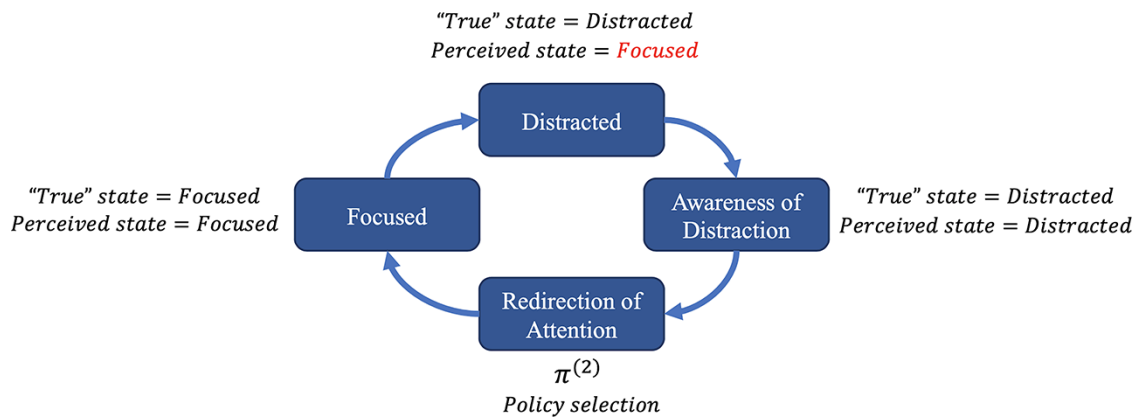 “True” state = Distracted
Perceived state = Focused
Distracted
“True” state = Focused
Perceived state = Focused
Focused
Awareness of
Distraction
“True” state = Distracted
Perceived state = Distracted
Redirection of
Attention
π⁽²⁾
Policy selection